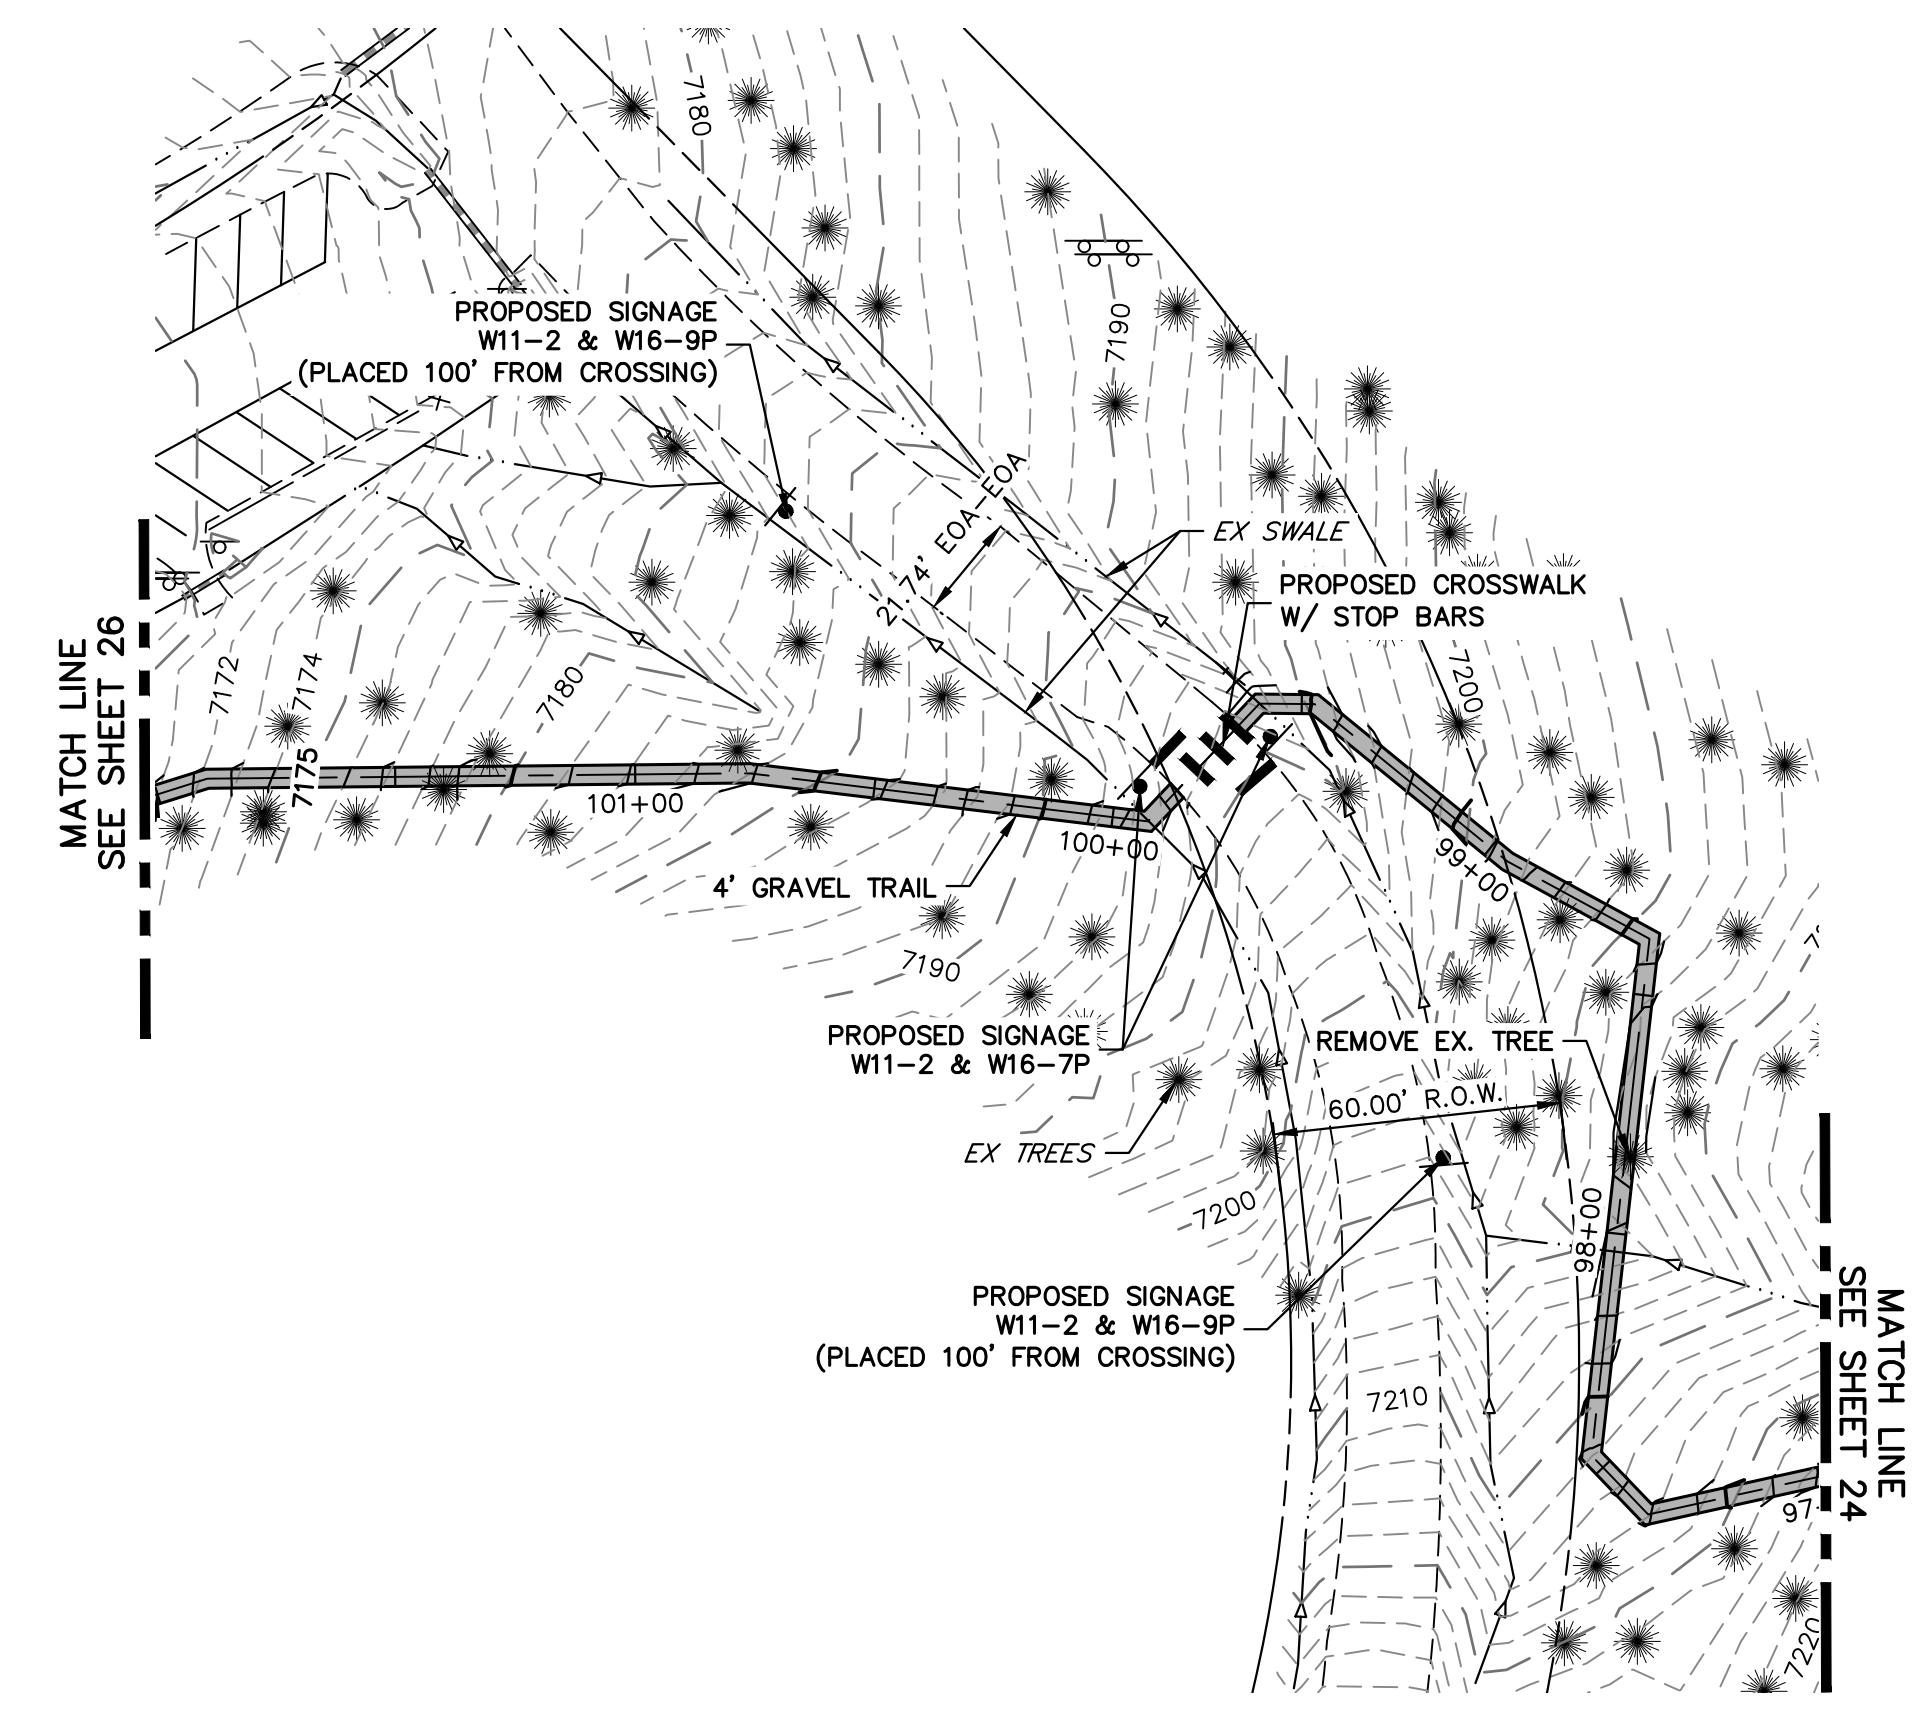 7180
PROPOSED SIGNAGE
W11-2 & W16-9P
(PLACED 100' FROM CROSSING)
7190
21.74' EOA-EOA
EX SWALE
PROPOSED CROSSWALK
W/ STOP BARS
MATCH LINE
SEE SHEET 26
7172
7174
7180
7200
7175
101+00
100+00
99+00
4' GRAVEL TRAIL
7190
PROPOSED SIGNAGE
W11-2 & W16-7P
REMOVE EX. TREE
60.00' R.O.W.
EX TREES
7200
98+00
PROPOSED SIGNAGE
W11-2 & W16-9P
(PLACED 100' FROM CROSSING)
7210
MATCH LINE
SEE SHEET 24
97
7220